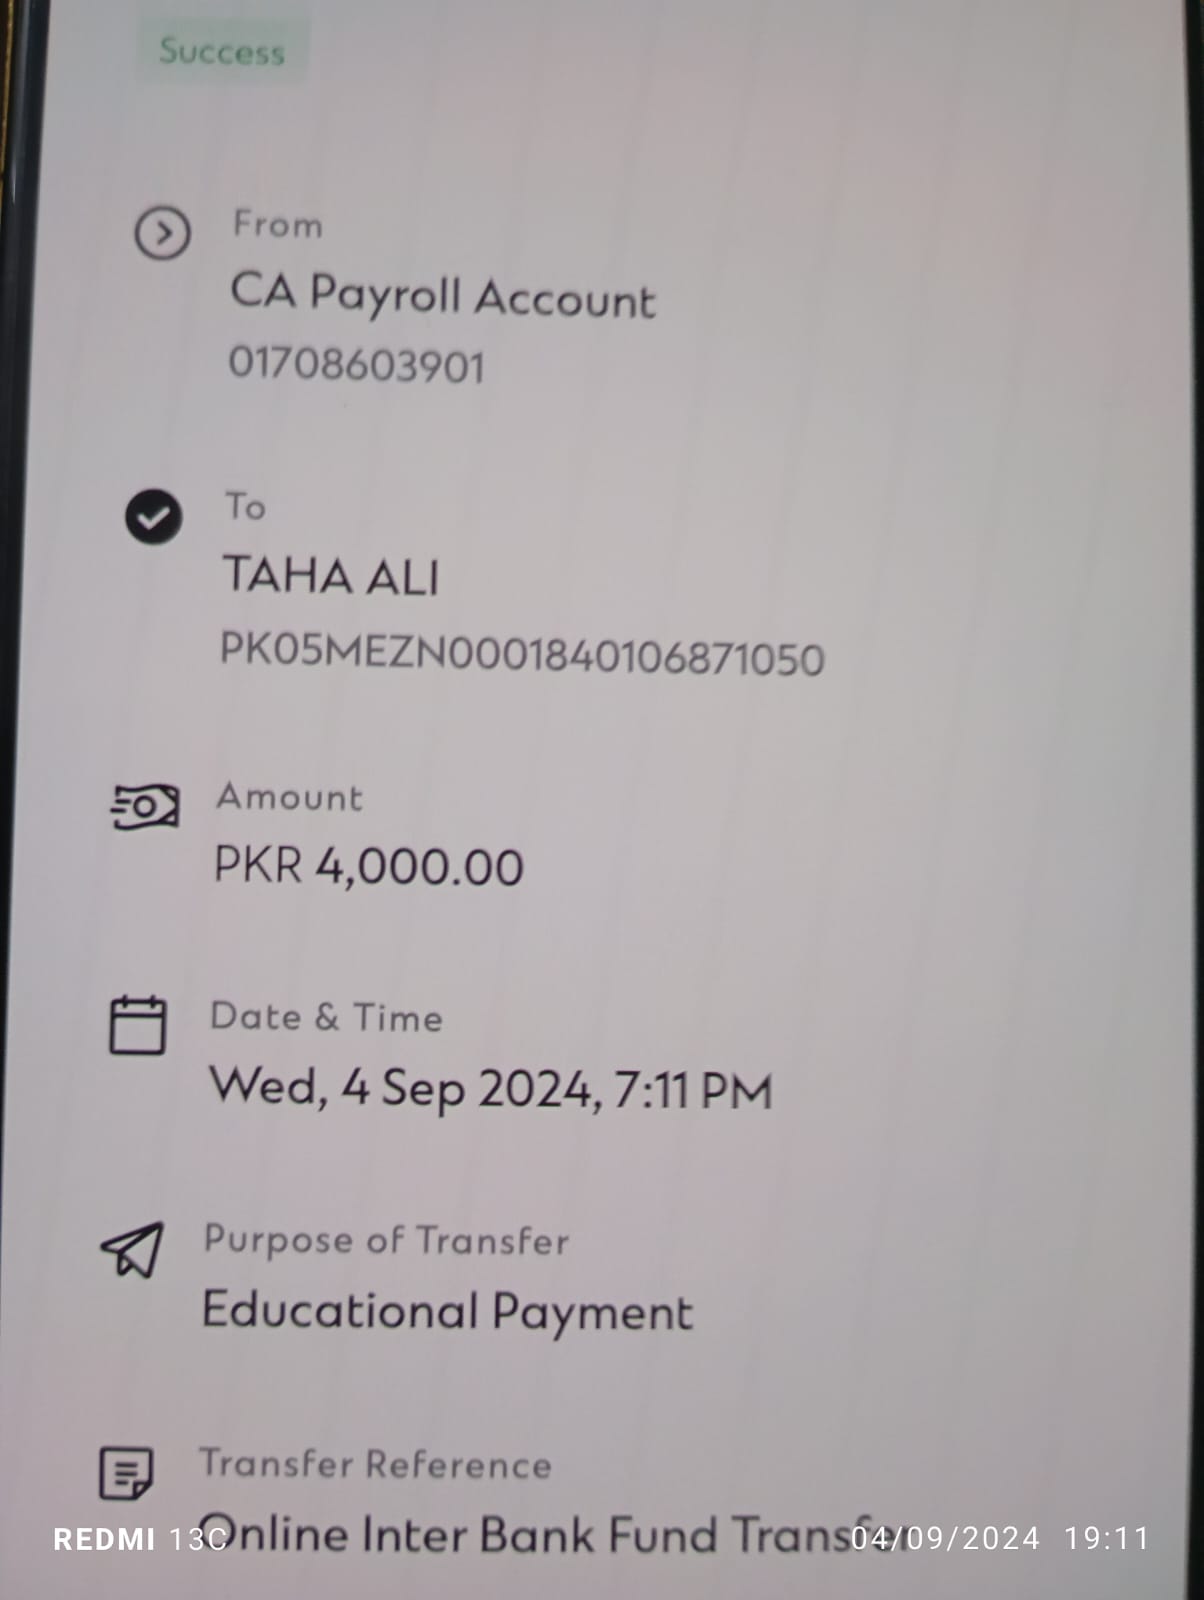 Success
From
CA Payroll Account
01708603901
To
TAHA ALI
PK05MEZN0001840106871050
Amount
PKR 4,000.00
Date & Time
Wed, 4 Sep 2024, 7:11 PM
Purpose of Transfer
Educational Payment
Transfer Reference
Online Inter Bank Fund Transfer
REDMI 13C
04/09/2024 19:11